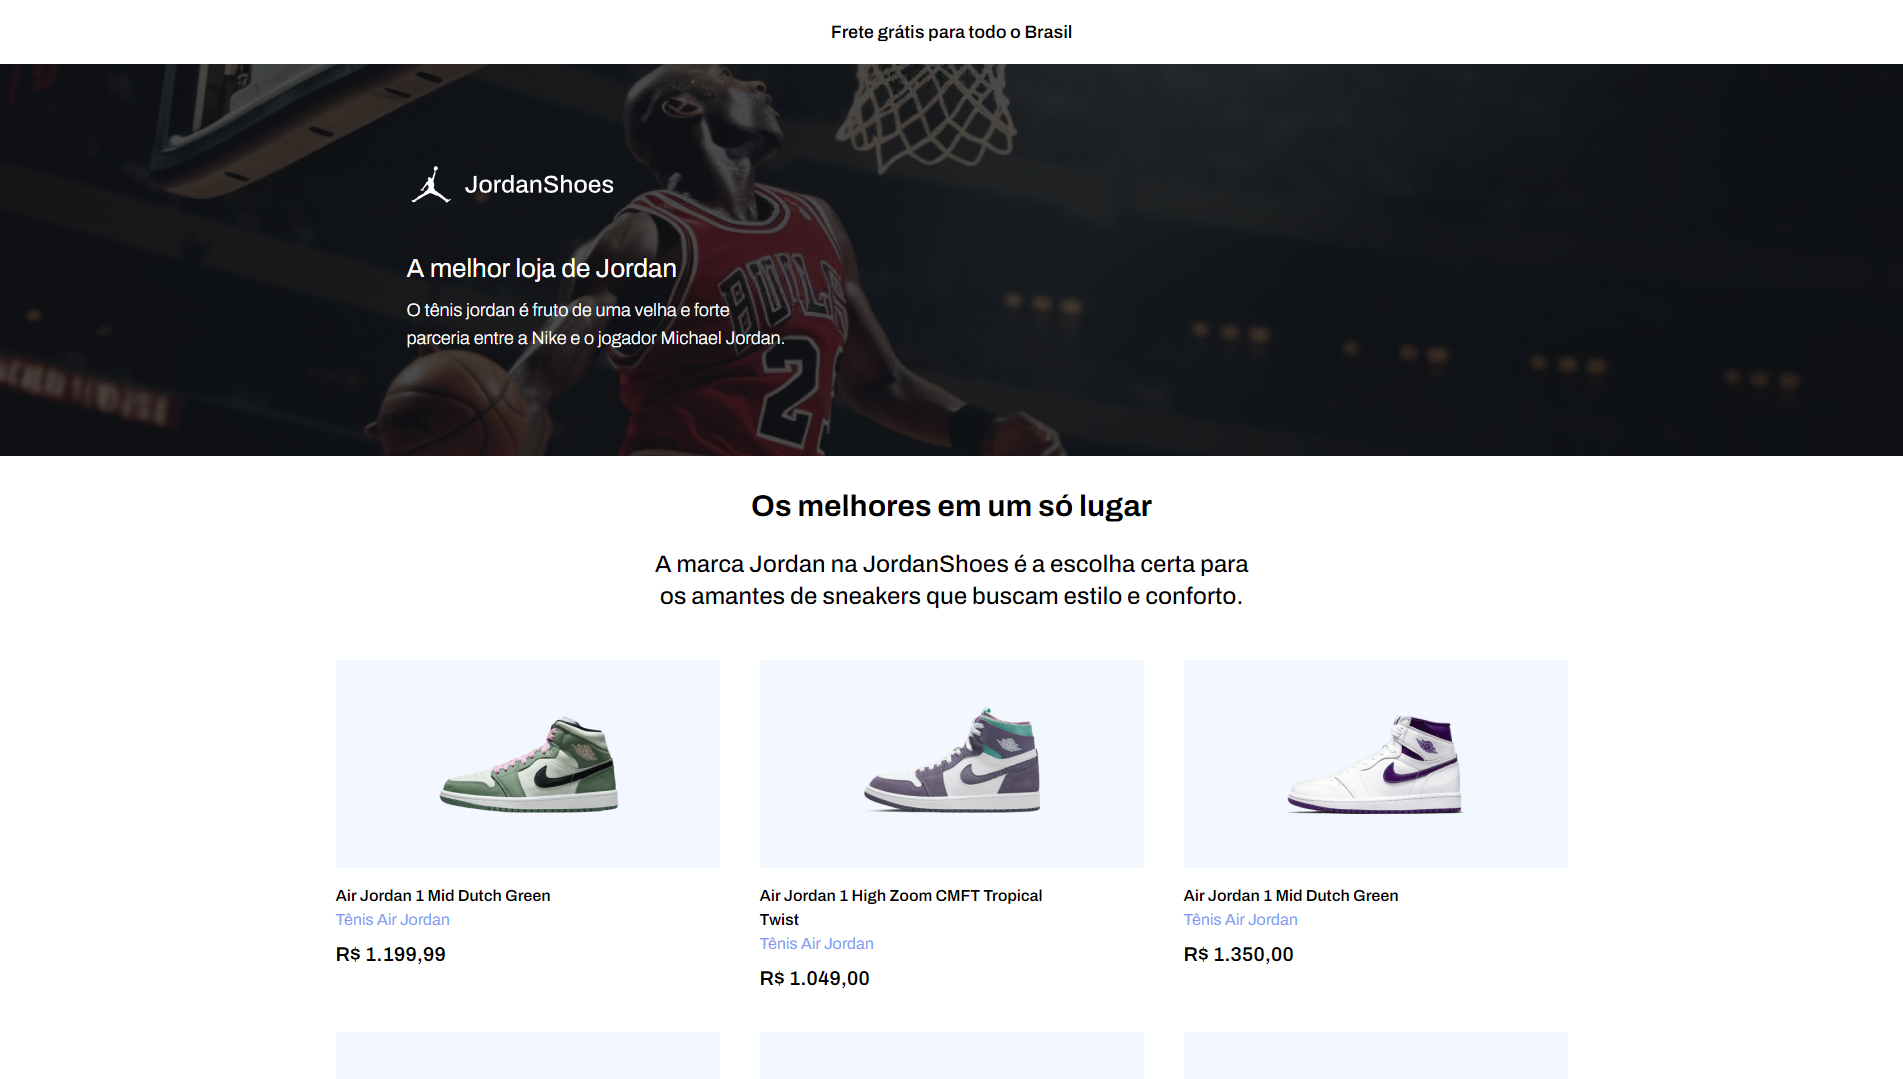 Frete grátis para todo o Brasil
JordanShoes
A melhor loja de Jordan
O tênis jordan é fruto de uma velha e forte
parceria entre a Nike e o jogador Michael Jordan.
BULLS
Os melhores em um só lugar
A marca Jordan na JordanShoes é a escolha certa para
os amantes de sneakers que buscam estilo e conforto.
Air Jordan 1 Mid Dutch Green
Tênis Air Jordan
R$ 1.199,99
Air Jordan 1 High Zoom CMFT Tropical
Twist
Tênis Air Jordan
R$ 1.049,00
Air Jordan 1 Mid Dutch Green
Tênis Air Jordan
R$ 1.350,00